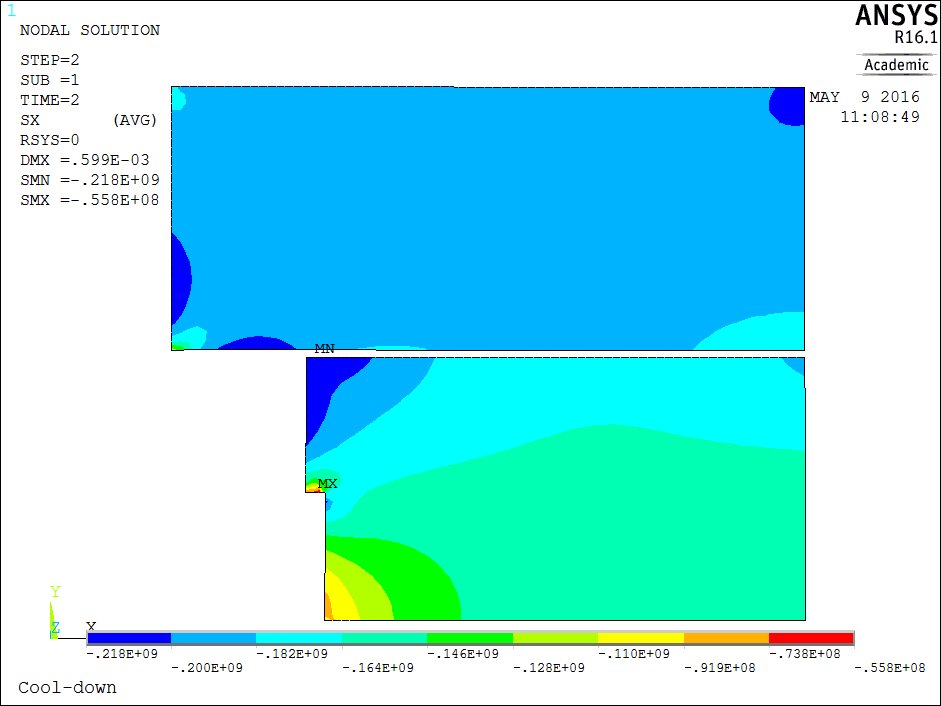 1
ANSYS
R16.1
Academic
NODAL SOLUTION
STEP=2
SUB =1
TIME=2
SX (AVG)
RSYS=0
DMX =.599E-03
SMN =-.218E+09
SMX =-.558E+08
MAY 9 2016
11:08:49
MN
MX
Y
Z X
-.218E+09 -.182E+09 -.146E+09 -.110E+09 -.738E+08
-.200E+09 -.164E+09 -.128E+09 -.919E+08 -.558E+08
Cool-down